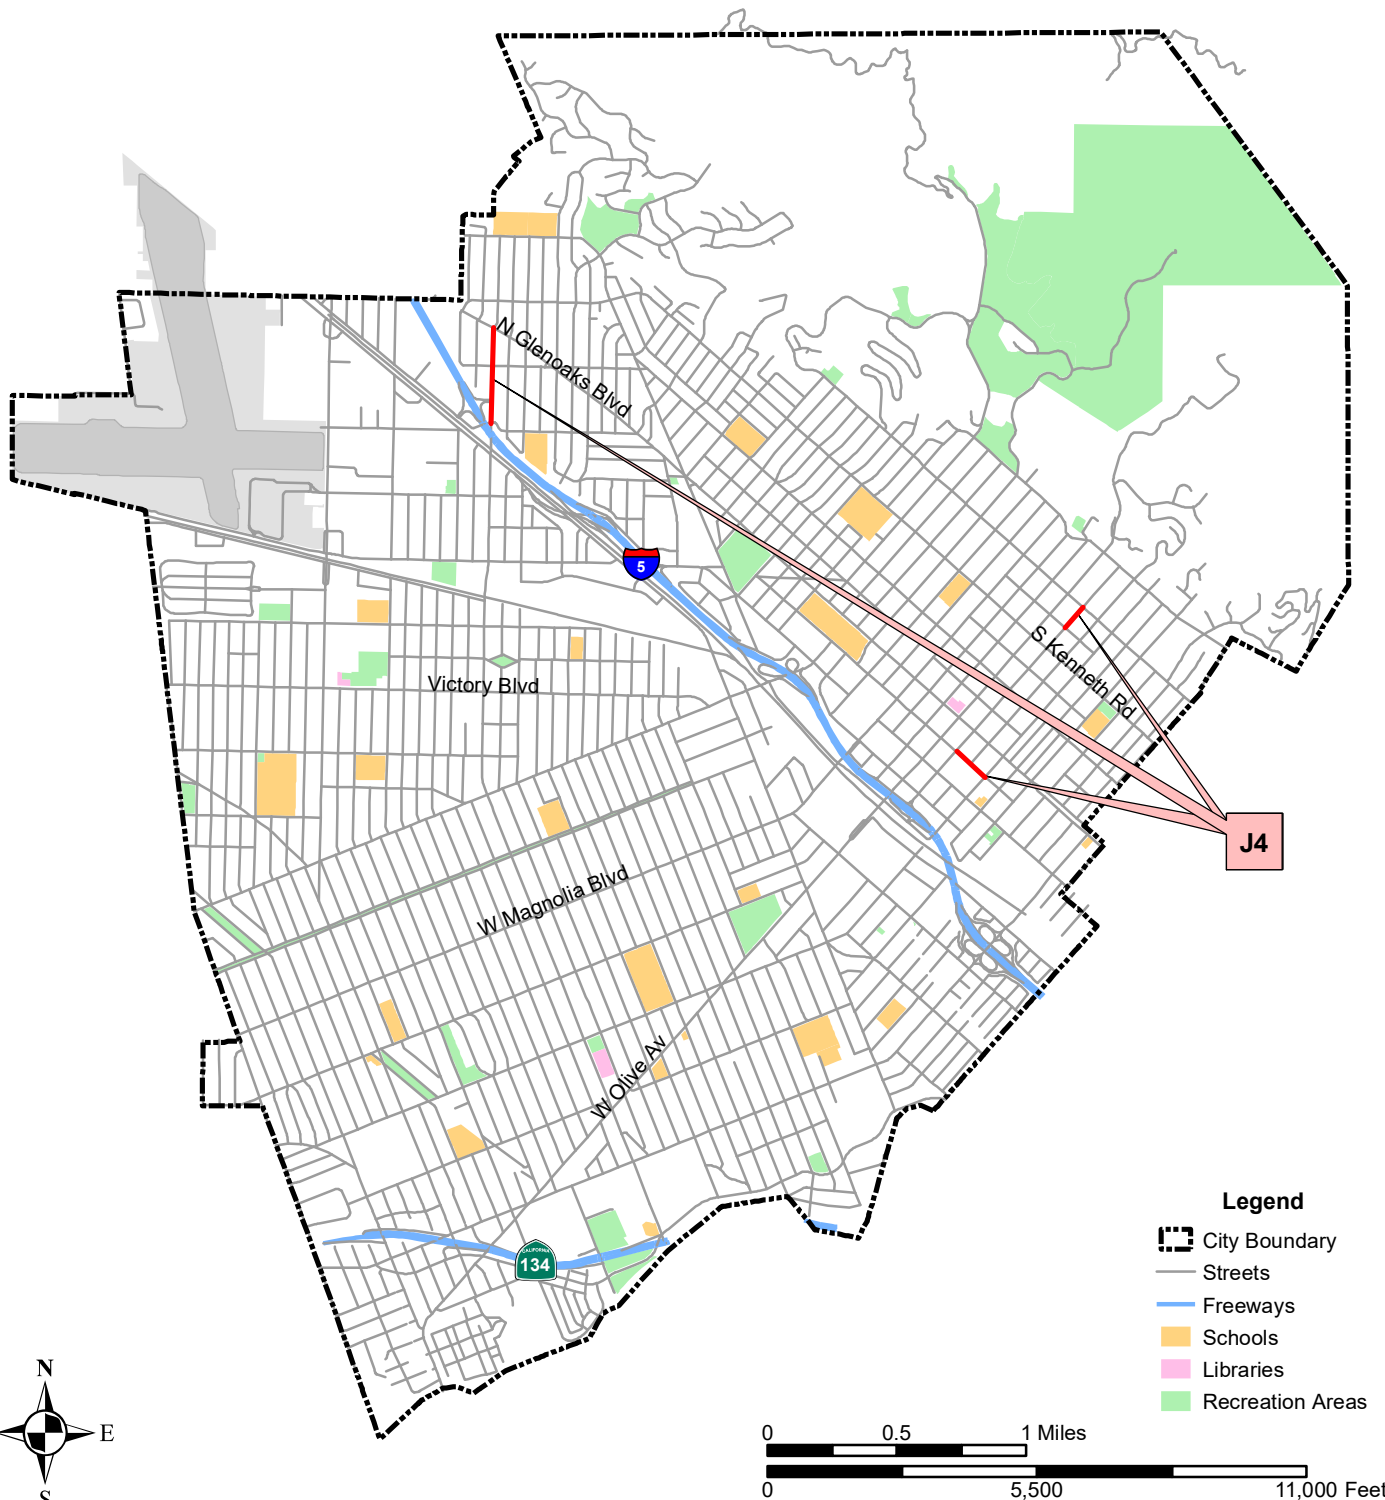 N Glenoaks Blvd
5
S Kenneth Rd
Victory Blvd
J4
W Magnolia Blvd
W Olive Av
CALIFORNIA
134
Legend
City Boundary
Streets
Freeways
Schools
Libraries
Recreation Areas
N
E
S
0 0.5 1 Miles
0 5,500 11,000 Feet